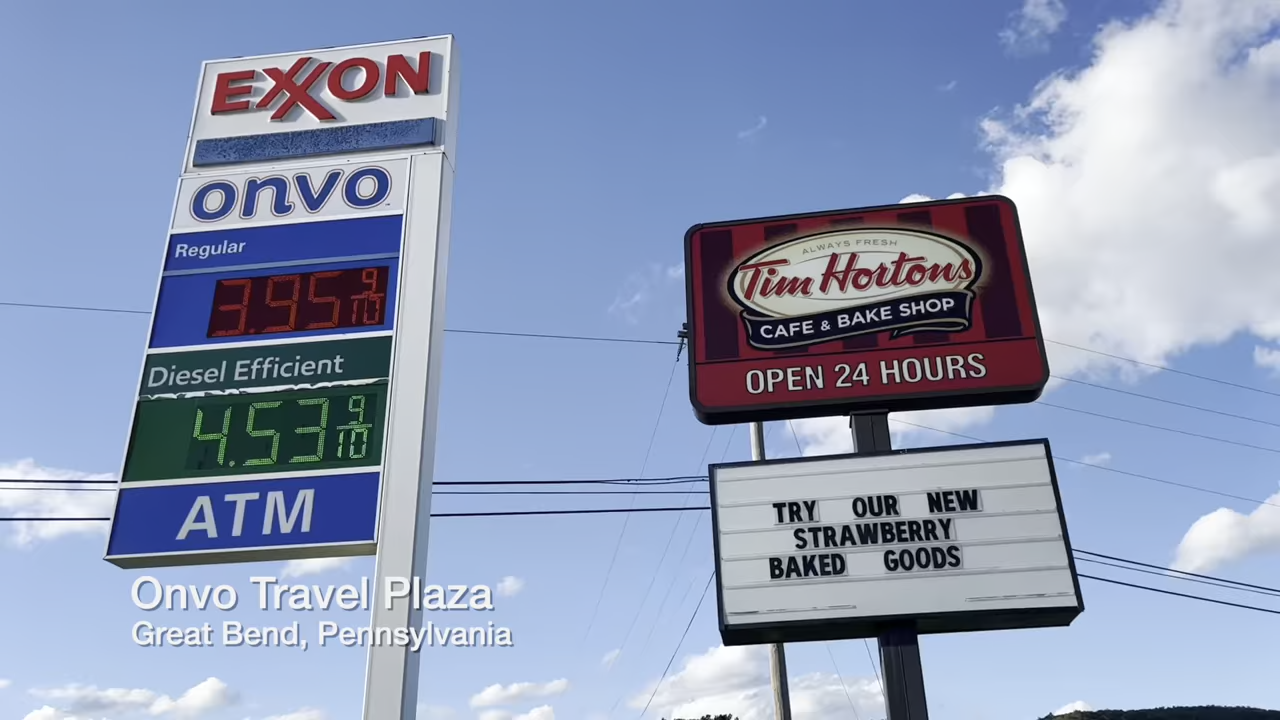 EXXON
onvo
Regular
3.95 9/10
Diesel Efficient
4.53 9/10
ATM
ALWAYS FRESH
Tim Hortons
CAFE & BAKE SHOP
OPEN 24 HOURS
TRY OUR NEW
STRAWBERRY
BAKED GOODS
Onvo Travel Plaza
Great Bend, Pennsylvania